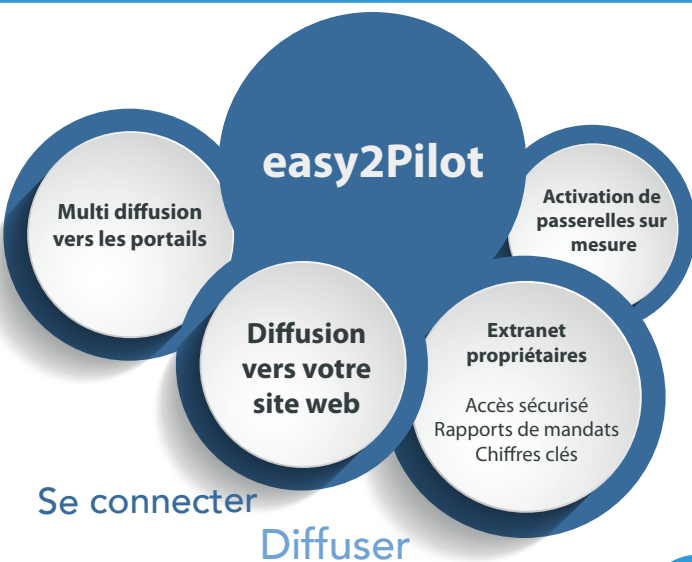 easy2Pilot
Multi diffusion
vers les portails
Activation de
passerelles sur
mesure
Diffusion
vers votre
site web
Extranet
propriétaires
Accès sécurisé
Rapports de mandats
Chiffres clés
Se connecter
Diffuser